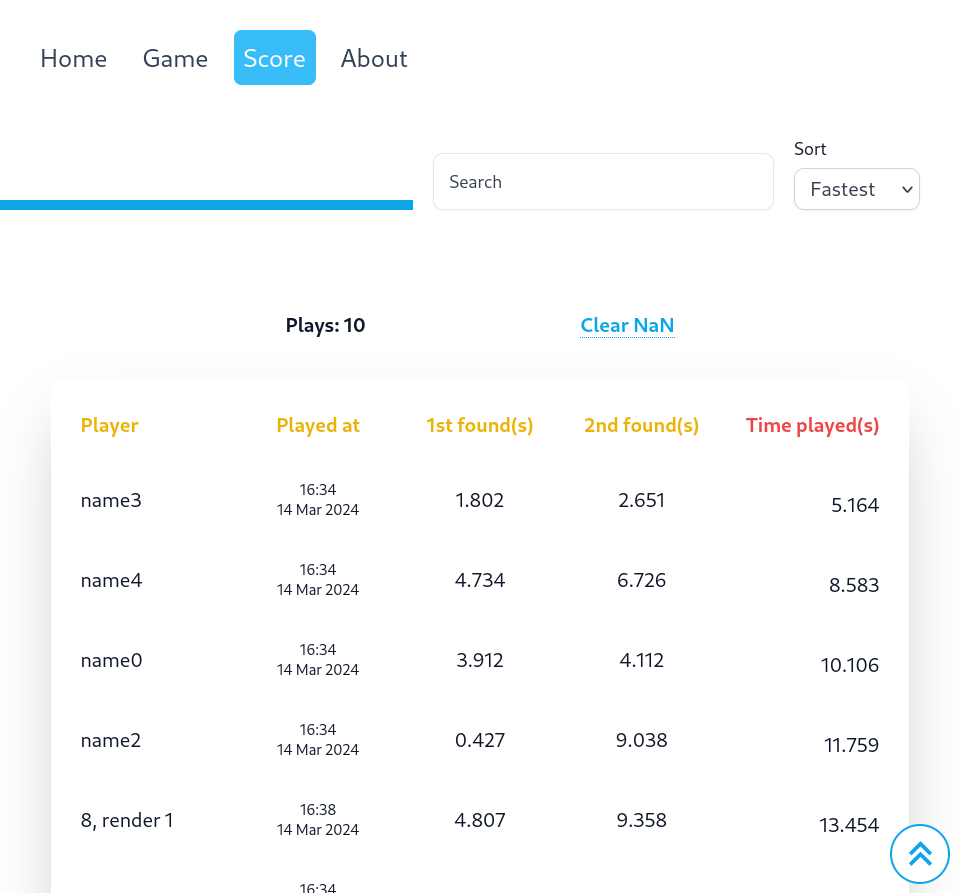 Home Game Score About
Sort
Search
Fastest
Plays: 10 Clear NaN
Player Played at 1st found(s) 2nd found(s) Time played(s)
name3 16:34 1.802 2.651 5.164
14 Mar 2024
name4 16:34 4.734 6.726 8.583
14 Mar 2024
name0 16:34 3.912 4.112 10.106
14 Mar 2024
name2 16:34 0.427 9.038 11.759
14 Mar 2024
8, render 1 16:38 4.807 9.358 13.454
14 Mar 2024
16:34